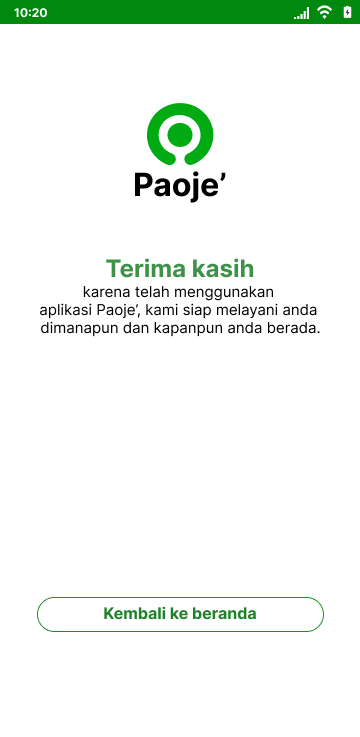 10:20
Paoje’
Terima kasih
karena telah menggunakan
aplikasi Paoje’, kami siap melayani anda
dimanapun dan kapanpun anda berada.
Kembali ke beranda